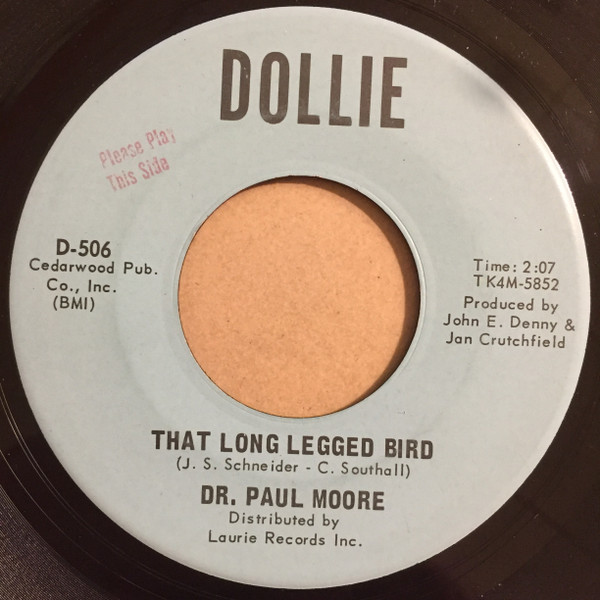 DOLLIE
Please Play
This Side
D-506
Cedarwood Pub.
Co., Inc.
(BMI)
Time: 2:07
TK4M-5852
Produced by
John E. Denny &
Jan Crutchfield
THAT LONG LEGGED BIRD
(J. S. Schneider - C. Southall)
DR. PAUL MOORE
Distributed by
Laurie Records Inc.